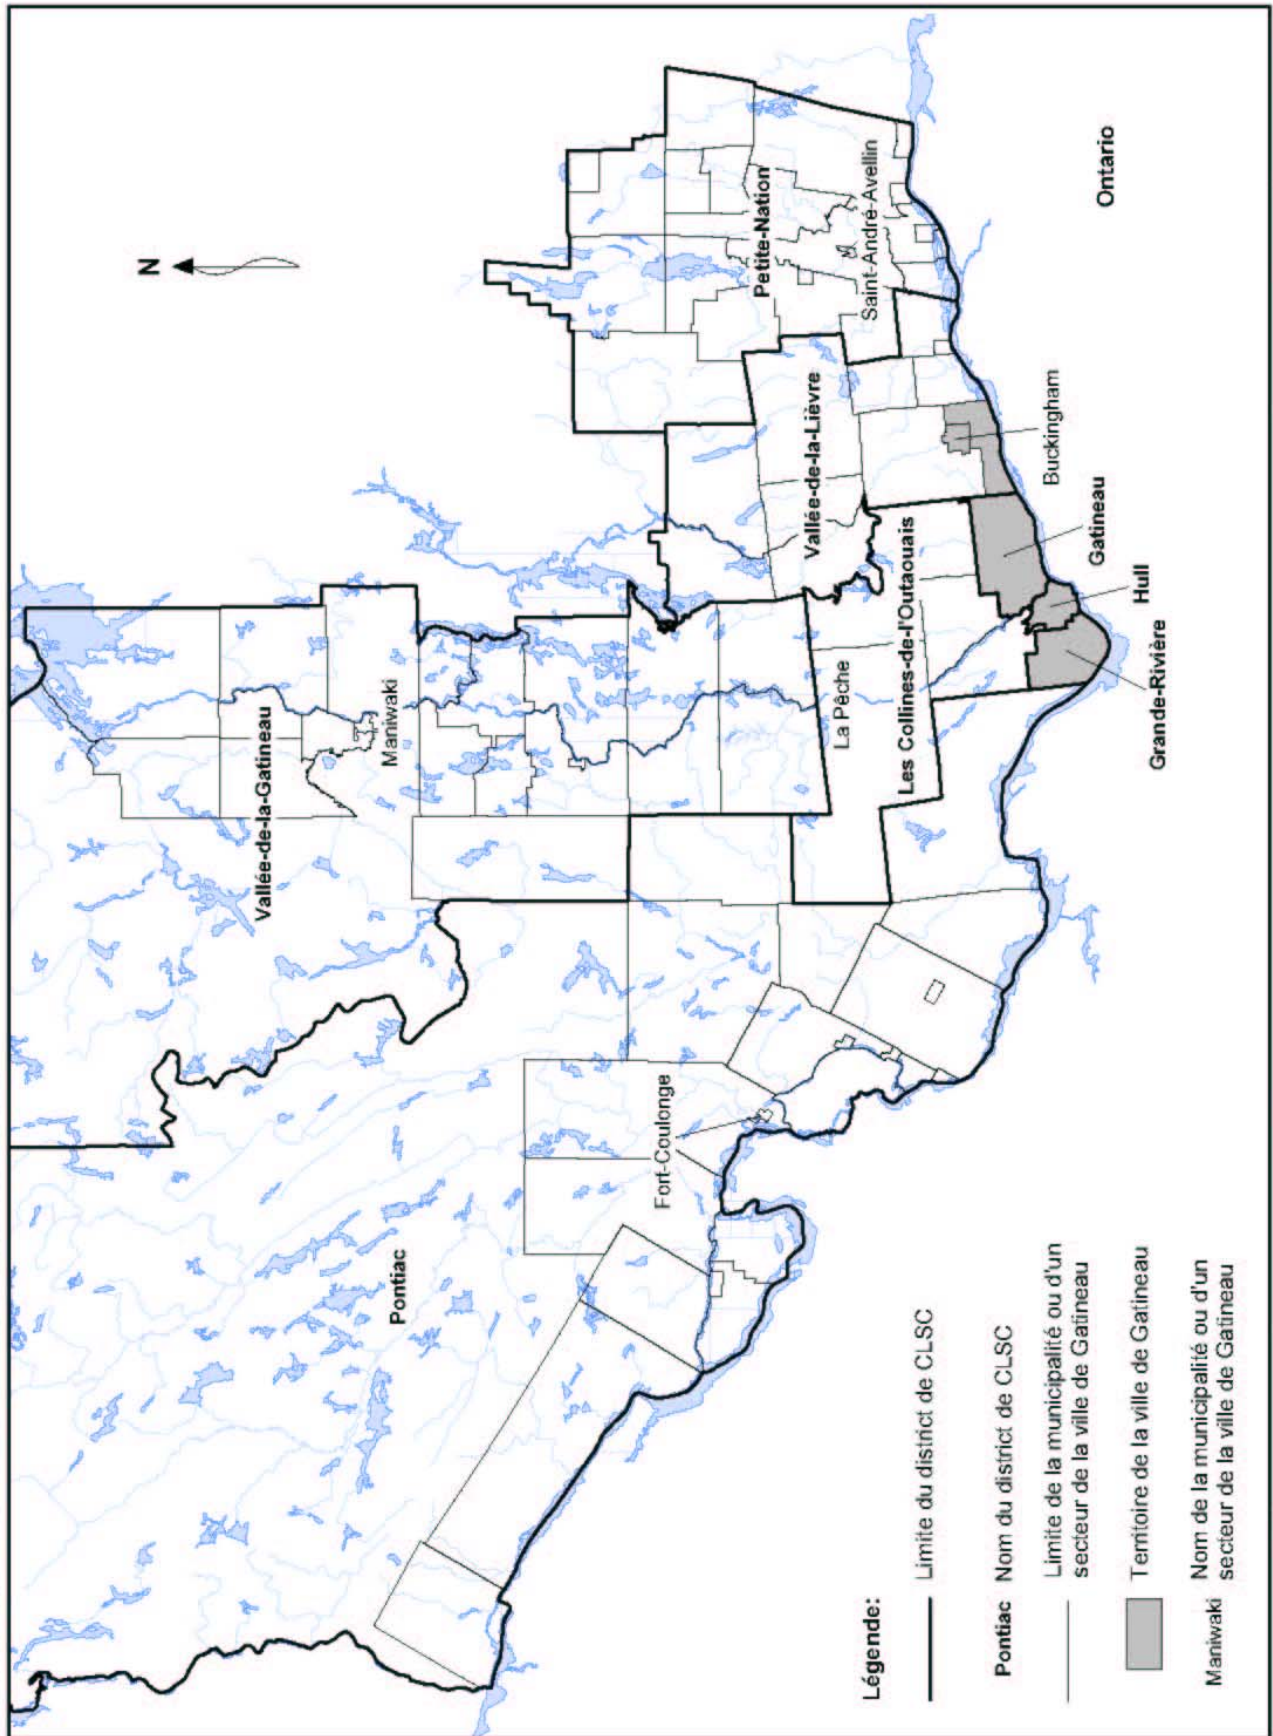 N
Vallée-de-la-Gatineau
Maniwaki
Pontiac
Fort-Coulonge
Petite-Nation
Saint-André-Avellin
Vallée-de-la-Lièvre
La Pêche
Les Collines-de-l'Outaouais
Buckingham
Gatineau
Hull
Grande-Rivière
Ontario
Légende:
Limite du district de CLSC
Pontiac Nom du district de CLSC
Limite de la municipalité ou d'un
secteur de la ville de Gatineau
Territoire de la ville de Gatineau
Maniwaki Nom de la municipalité ou d'un
secteur de la ville de Gatineau